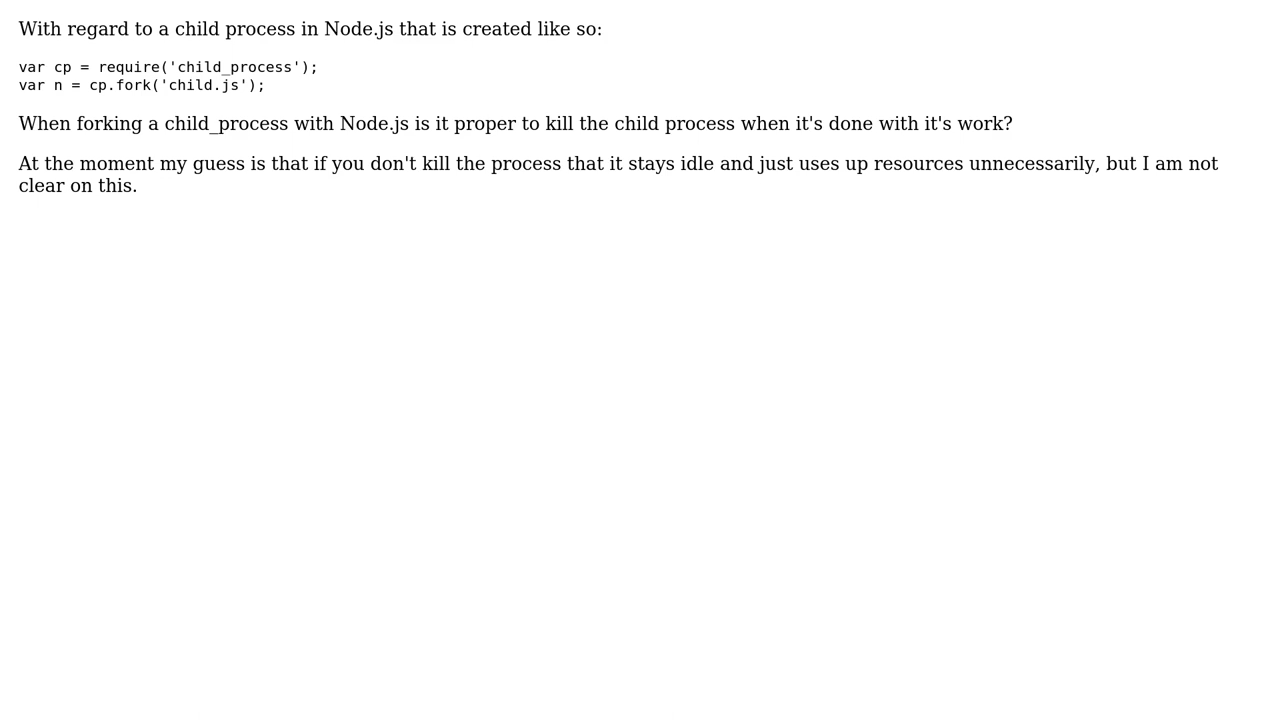 With regard to a child process in Node.js that is created like so:
var cp = require('child_process');
var n = cp.fork('child.js');
When forking a child_process with Node.js is it proper to kill the child process when it's done with it's work?
At the moment my guess is that if you don't kill the process that it stays idle and just uses up resources unnecessarily, but I am not
clear on this.